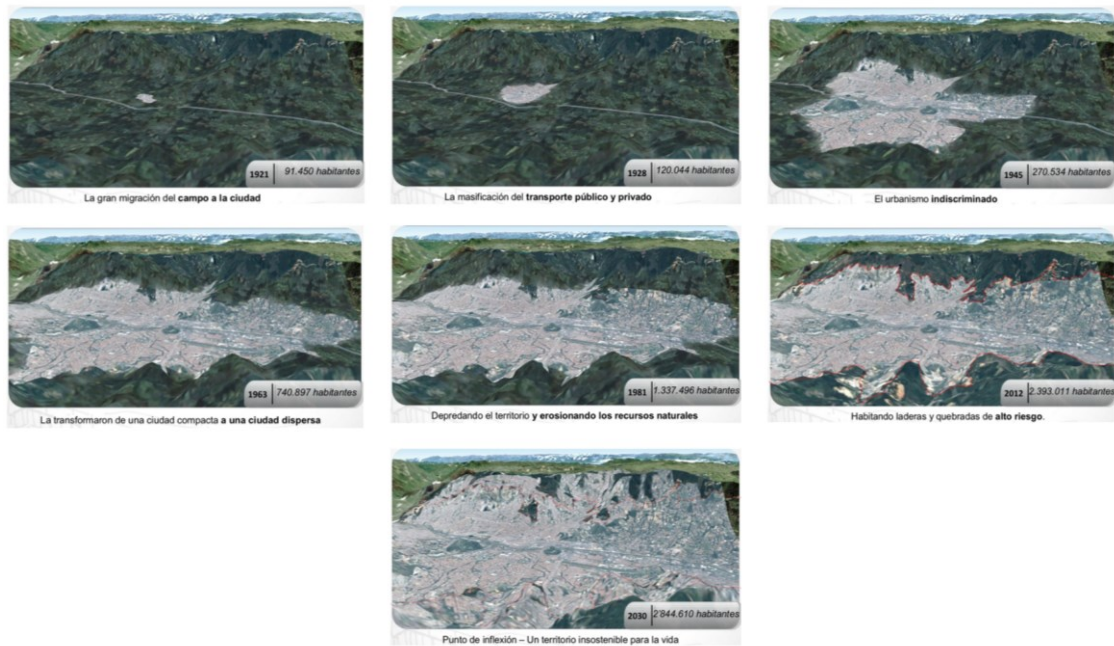 1921 91.450 habitantes
La gran migración del campo a la ciudad
1928 120.044 habitantes
La masificación del transporte público y privado
1945 270.534 habitantes
El urbanismo indiscriminado
1963 740.897 habitantes
La transformaron de una ciudad compacta a una ciudad dispersa
1981 1.337.496 habitantes
Depredando el territorio y erosionando los recursos naturales
2012 2.393.011 habitantes
Habitando laderas y quebradas de alto riesgo.
2030 2'844.610 habitantes
Punto de inflexión – Un territorio insostenible para la vida